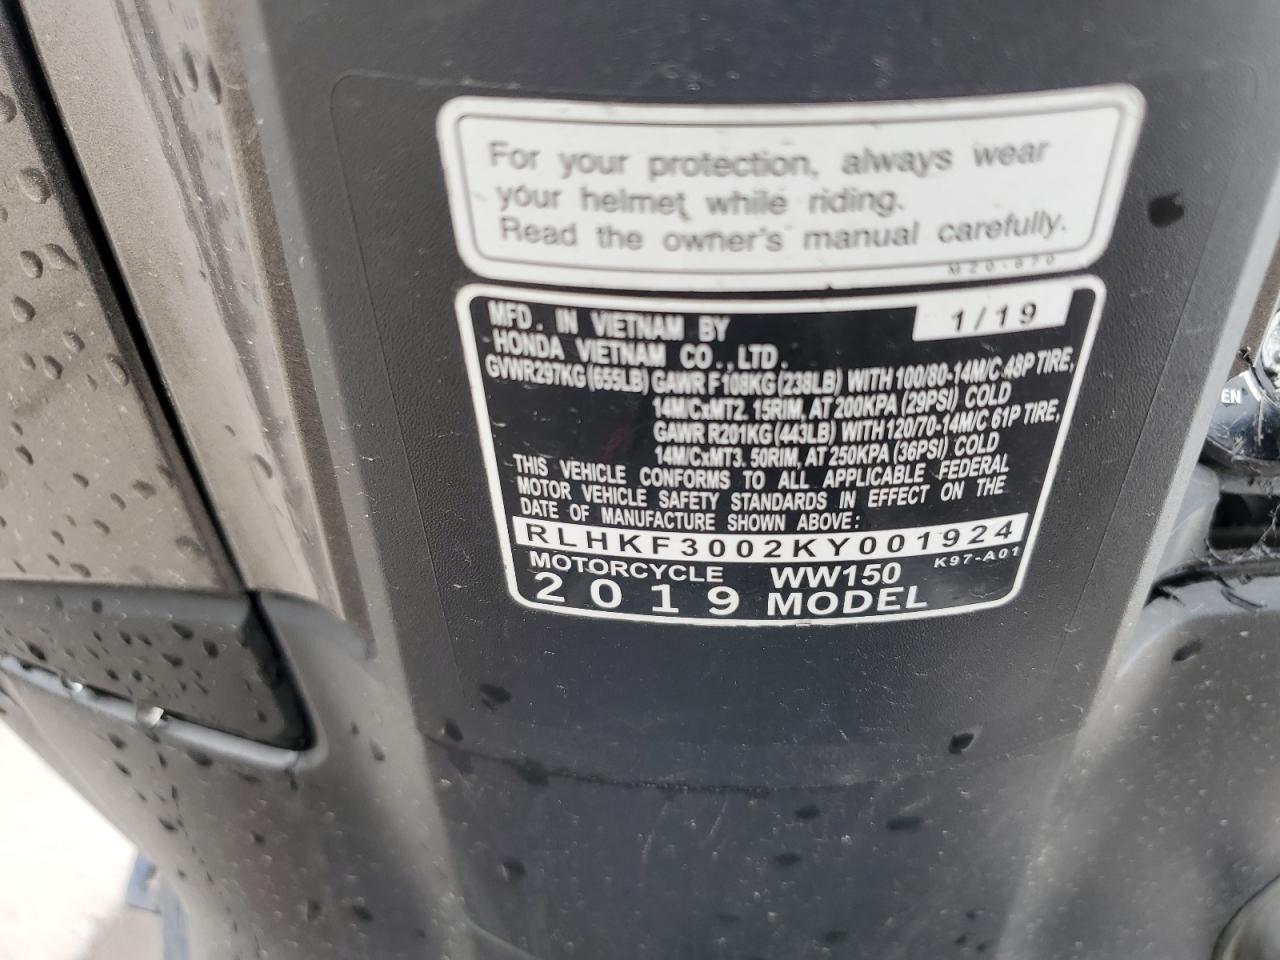 For your protection, always wear
your helmet while riding.
Read the owner's manual carefully.
M20-870
MFD. IN VIETNAM BY
1/19
HONDA VIETNAM CO.,LTD.
GVWR297KG (655LB) GAWR F108KG (238LB) WITH 100/80-14M/C 48P TIRE,
14M/CxMT2. 15RIM, AT 200KPA (29PSI) COLD
GAWR R201KG (443LB) WITH 120/70-14M/C 61P TIRE,
14M/CxMT3. 50RIM, AT 250KPA (36PSI) COLD
THIS VEHICLE CONFORMS TO ALL APPLICABLE FEDERAL
MOTOR VEHICLE SAFETY STANDARDS IN EFFECT ON THE
DATE OF MANUFACTURE SHOWN ABOVE:
RLHKF3002KY001924
MOTORCYCLE WW150 K97-A01
2019 MODEL
EN